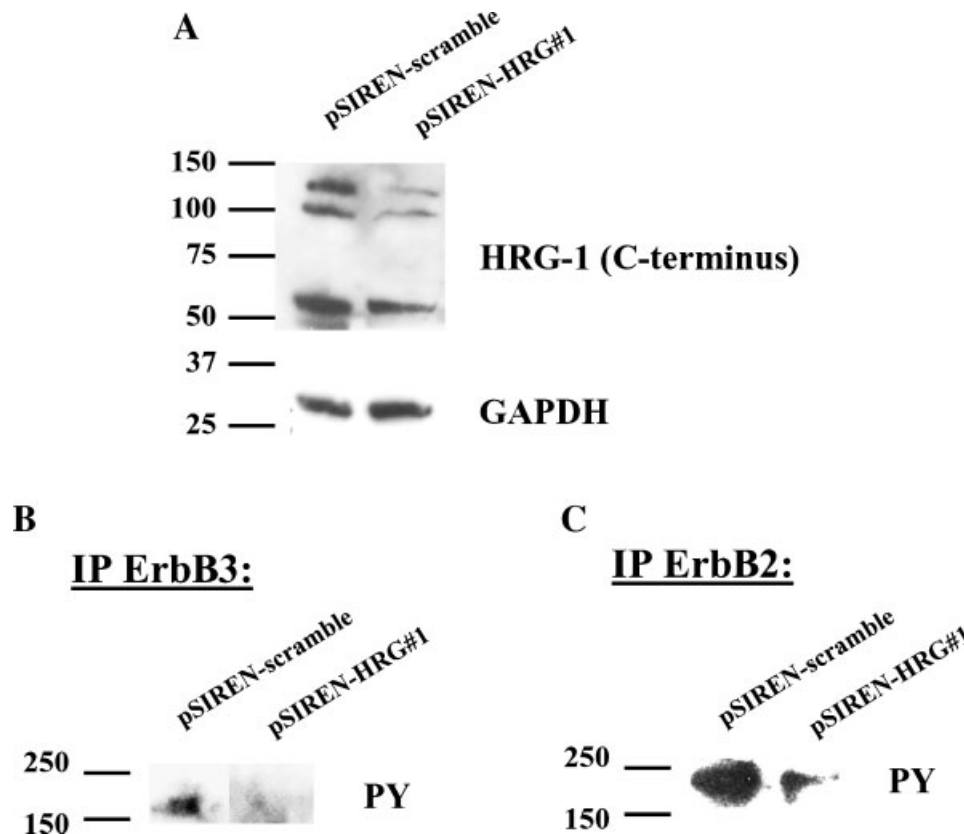 A
pSIREN-scramble
pSIREN-HRG#1
150
100
75
50
37
25
HRG-1 (C-terminus)
GAPDH
B
IP ErbB3:
pSIREN-scramble
pSIREN-HRG#1
250
150
PY
C
IP ErbB2:
pSIREN-scramble
pSIREN-HRG#1
250
150
PY